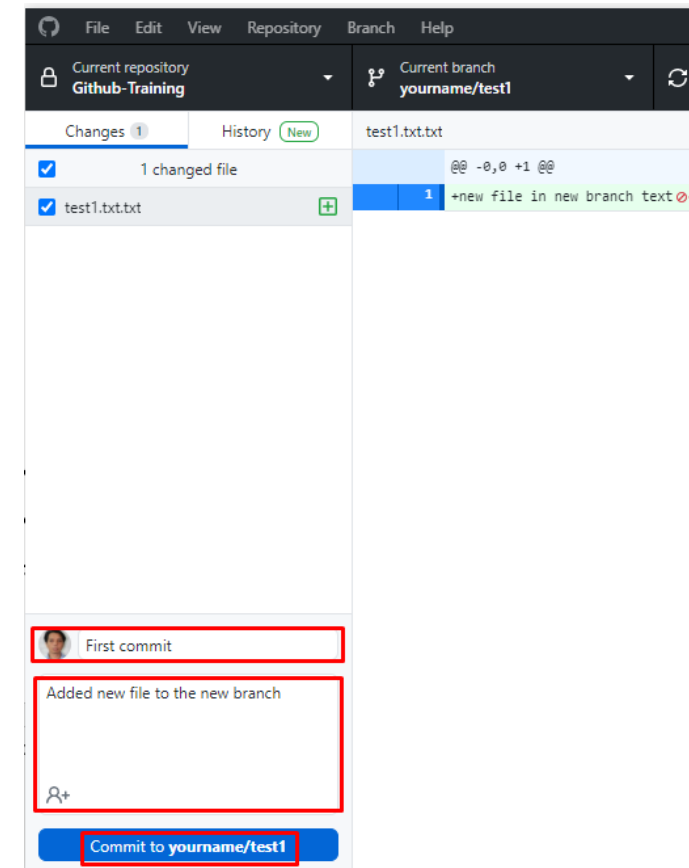 File Edit View Repository Branch Help
Current repository
Github-Training
Current branch
yourname/test1
Changes 1 History New
test1.txt.txt
1 changed file
@@ -0,0 +1 @@
test1.txt.txt
1 +new file in new branch text
First commit
Added new file to the new branch
Commit to yourname/test1